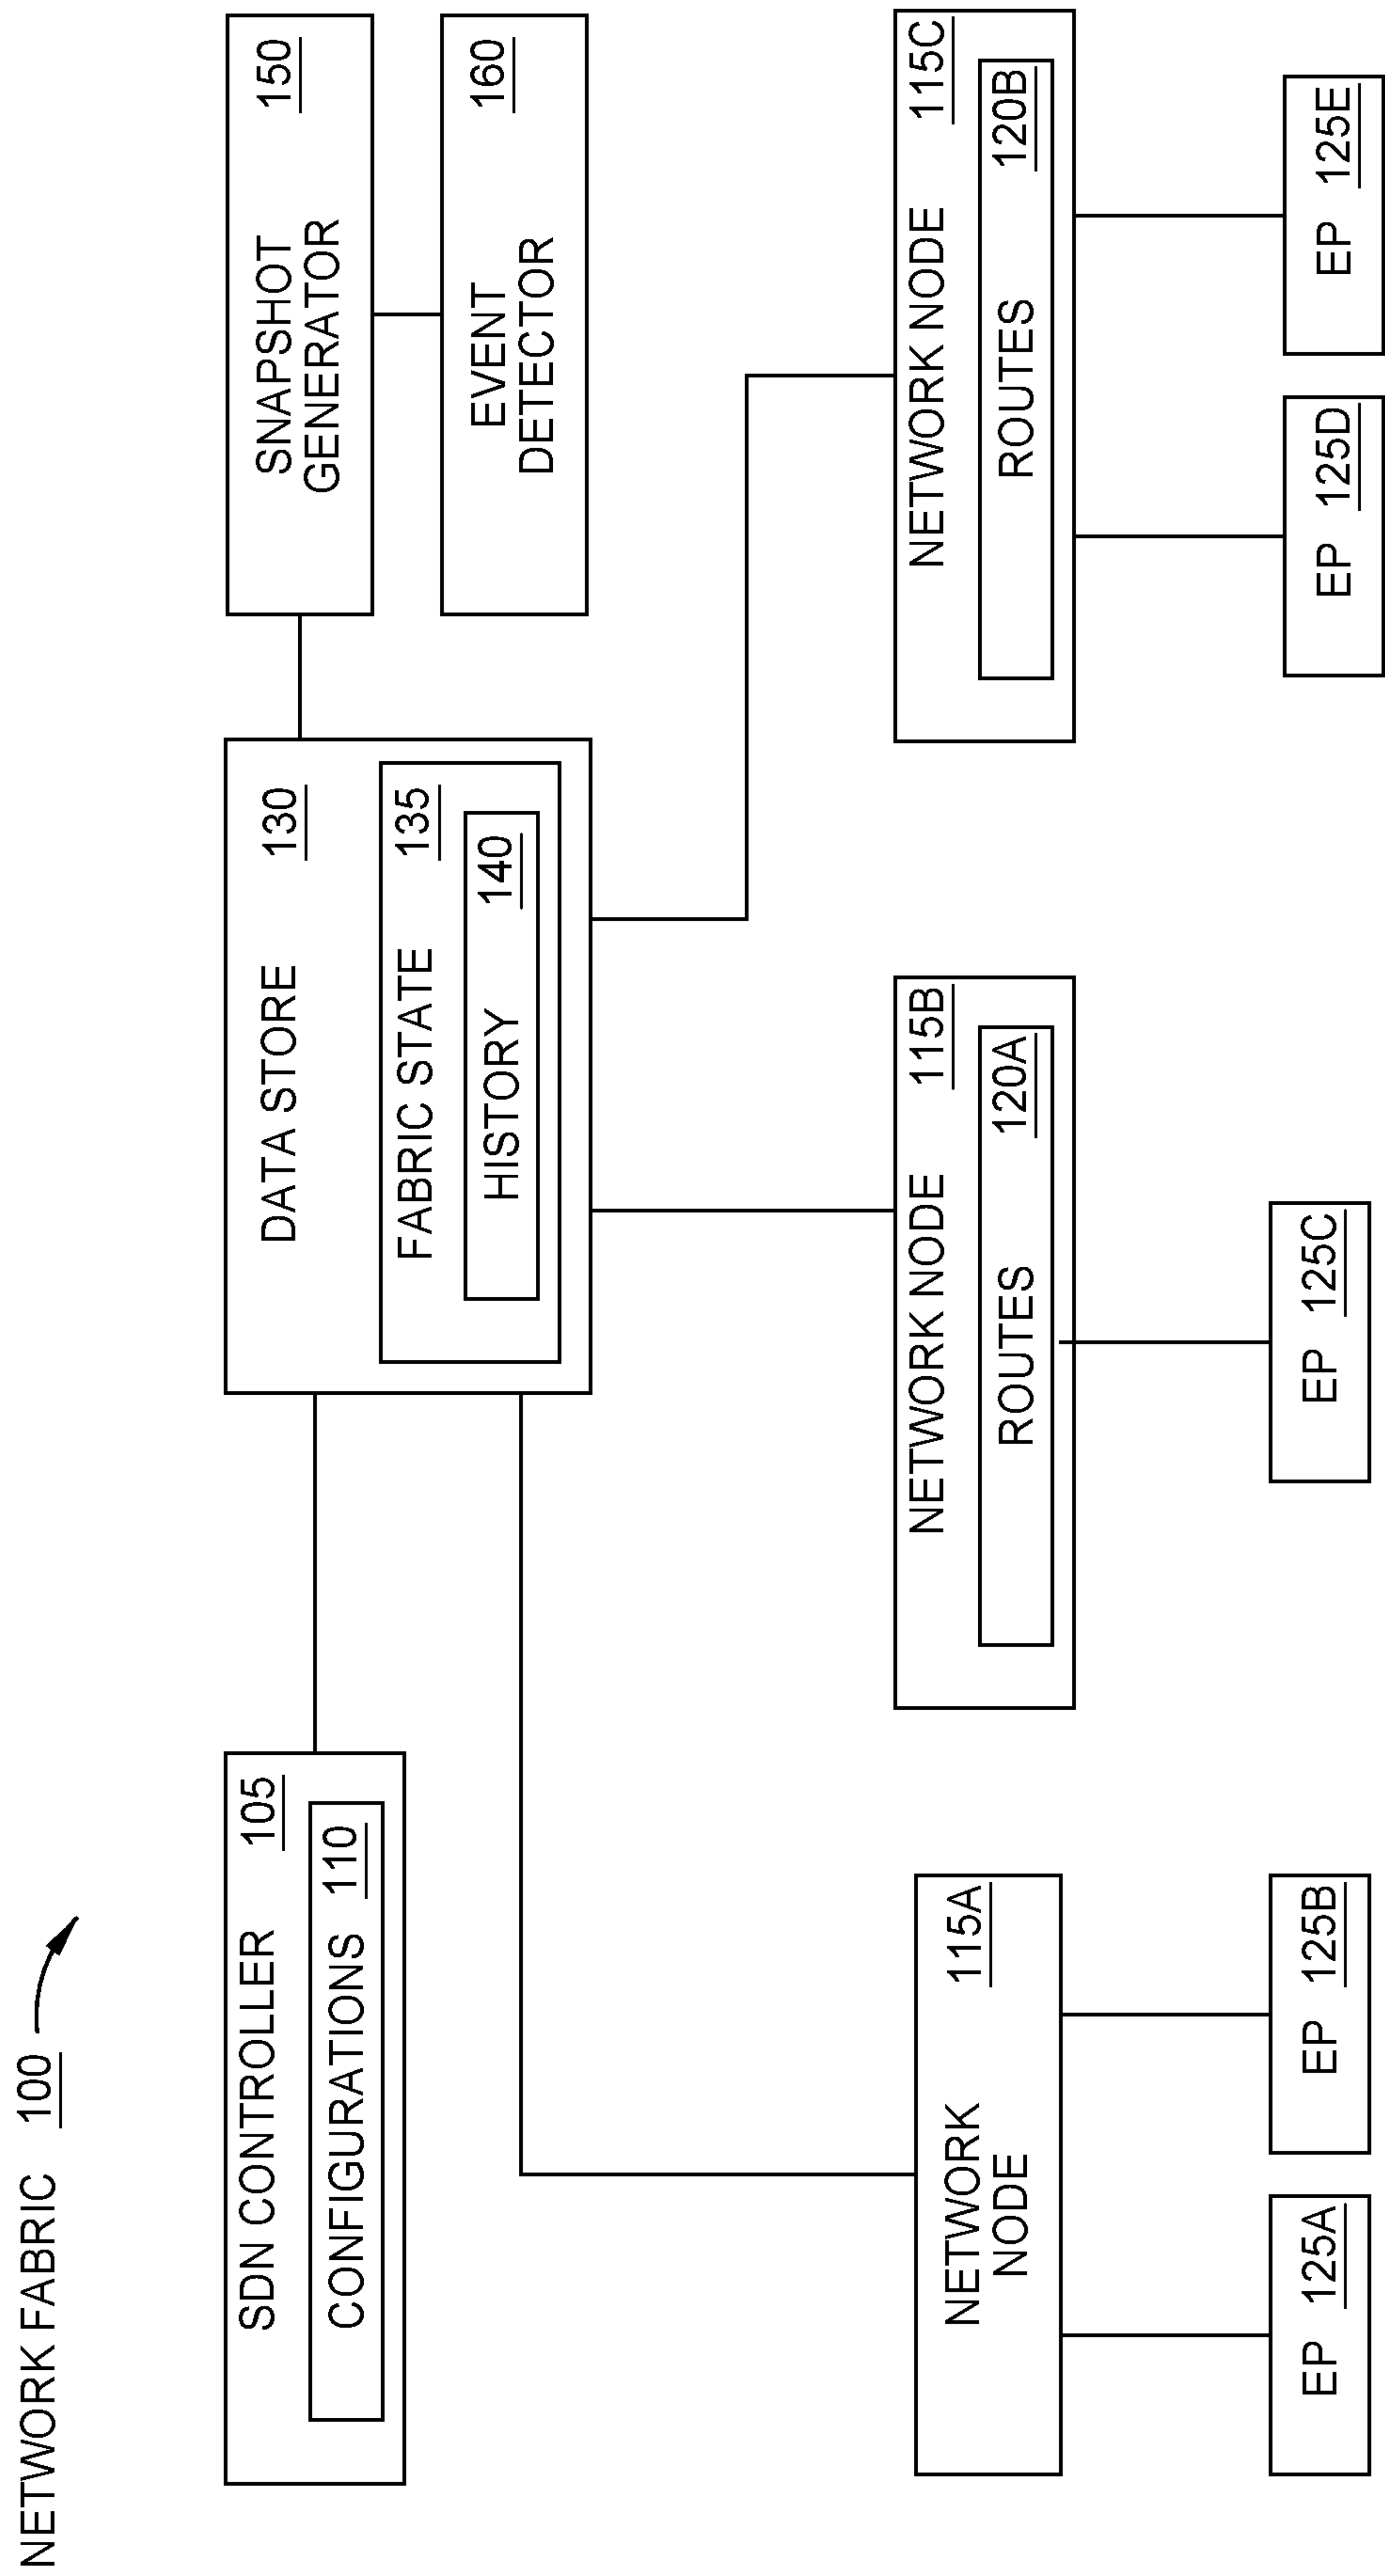 NETWORK FABRIC 100
SDN CONTROLLER 105
CONFIGURATIONS 110
DATA STORE 130
FABRIC STATE 135
HISTORY 140
SNAPSHOT 150
GENERATOR
EVENT 160
DETECTOR
NETWORK 115A
NODE
NETWORK NODE 115B
ROUTES 120A
NETWORK NODE 115C
ROUTES 120B
EP 125A
EP 125B
EP 125C
EP 125D
EP 125E